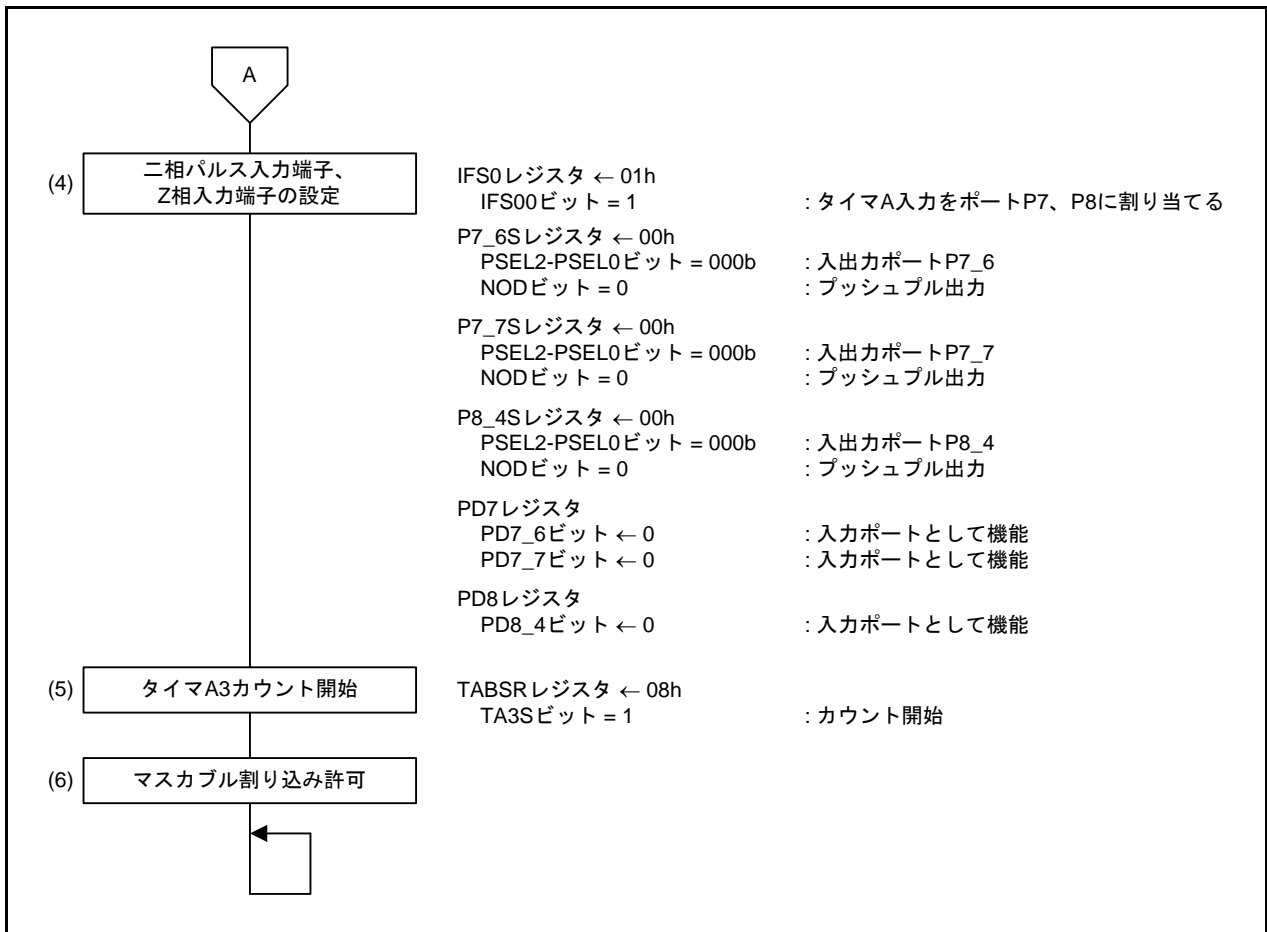 A
(4)
二相パルス入力端子、
Z相入力端子の設定
IFS0レジスタ ← 01h
IFS00ビット = 1 : タイマA入力をポートP7、P8に割り当てる
P7_6Sレジスタ ← 00h
PSEL2-PSEL0ビット = 000b : 入出力ポートP7_6
NODビット = 0 : プッシュプル出力
P7_7Sレジスタ ← 00h
PSEL2-PSEL0ビット = 000b : 入出力ポートP7_7
NODビット = 0 : プッシュプル出力
P8_4Sレジスタ ← 00h
PSEL2-PSEL0ビット = 000b : 入出力ポートP8_4
NODビット = 0 : プッシュプル出力
PD7レジスタ
PD7_6ビット ← 0 : 入力ポートとして機能
PD7_7ビット ← 0 : 入力ポートとして機能
PD8レジスタ
PD8_4ビット ← 0 : 入力ポートとして機能
(5) タイマA3カウント開始
TABSRレジスタ ← 08h
TA3Sビット = 1 : カウント開始
(6) マスカブル割り込み許可